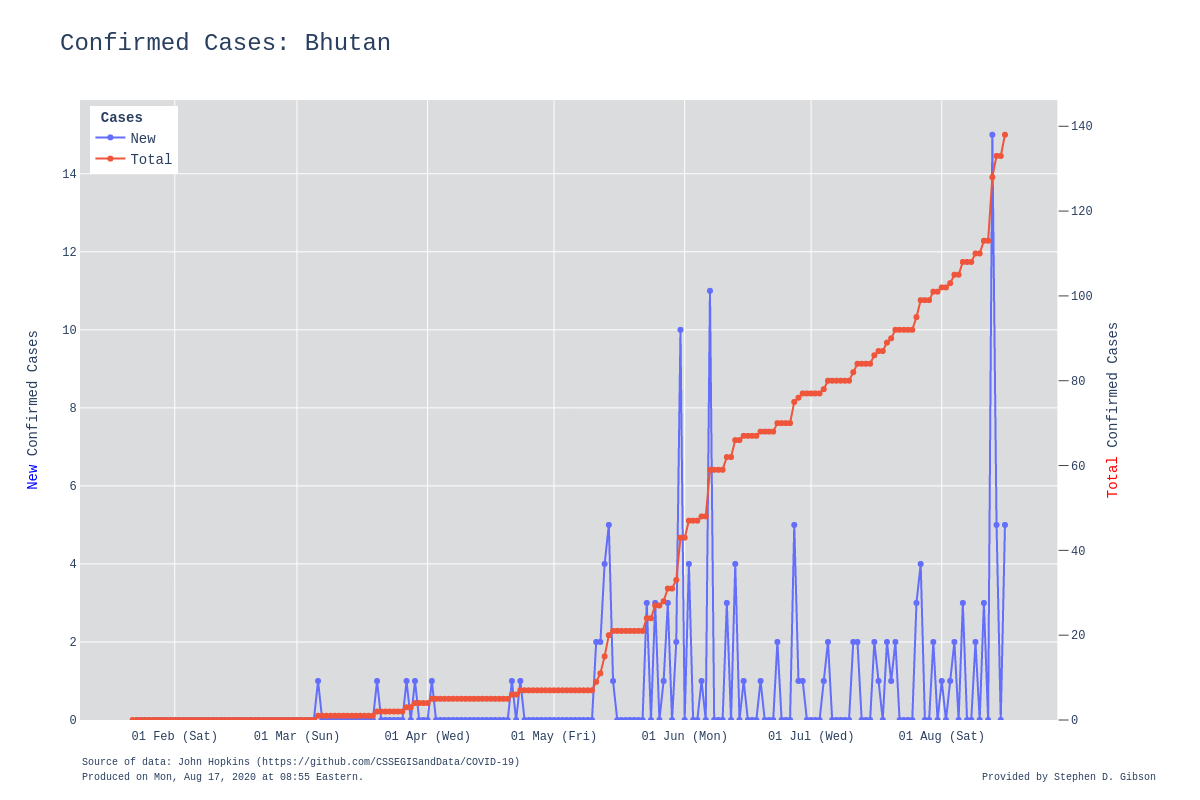 Confirmed Cases: Bhutan
Cases
New
Total
14
12
10
8
6
4
2
0
New Confirmed Cases
140
120
100
80
60
40
20
0
Total Confirmed Cases
01 Feb (Sat) 01 Mar (Sun) 01 Apr (Wed) 01 May (Fri) 01 Jun (Mon) 01 Jul (Wed) 01 Aug (Sat)
Source of data: John Hopkins (https://github.com/CSSEGISandData/COVID-19)
Produced on Mon, Aug 17, 2020 at 08:55 Eastern.
Provided by Stephen D. Gibson